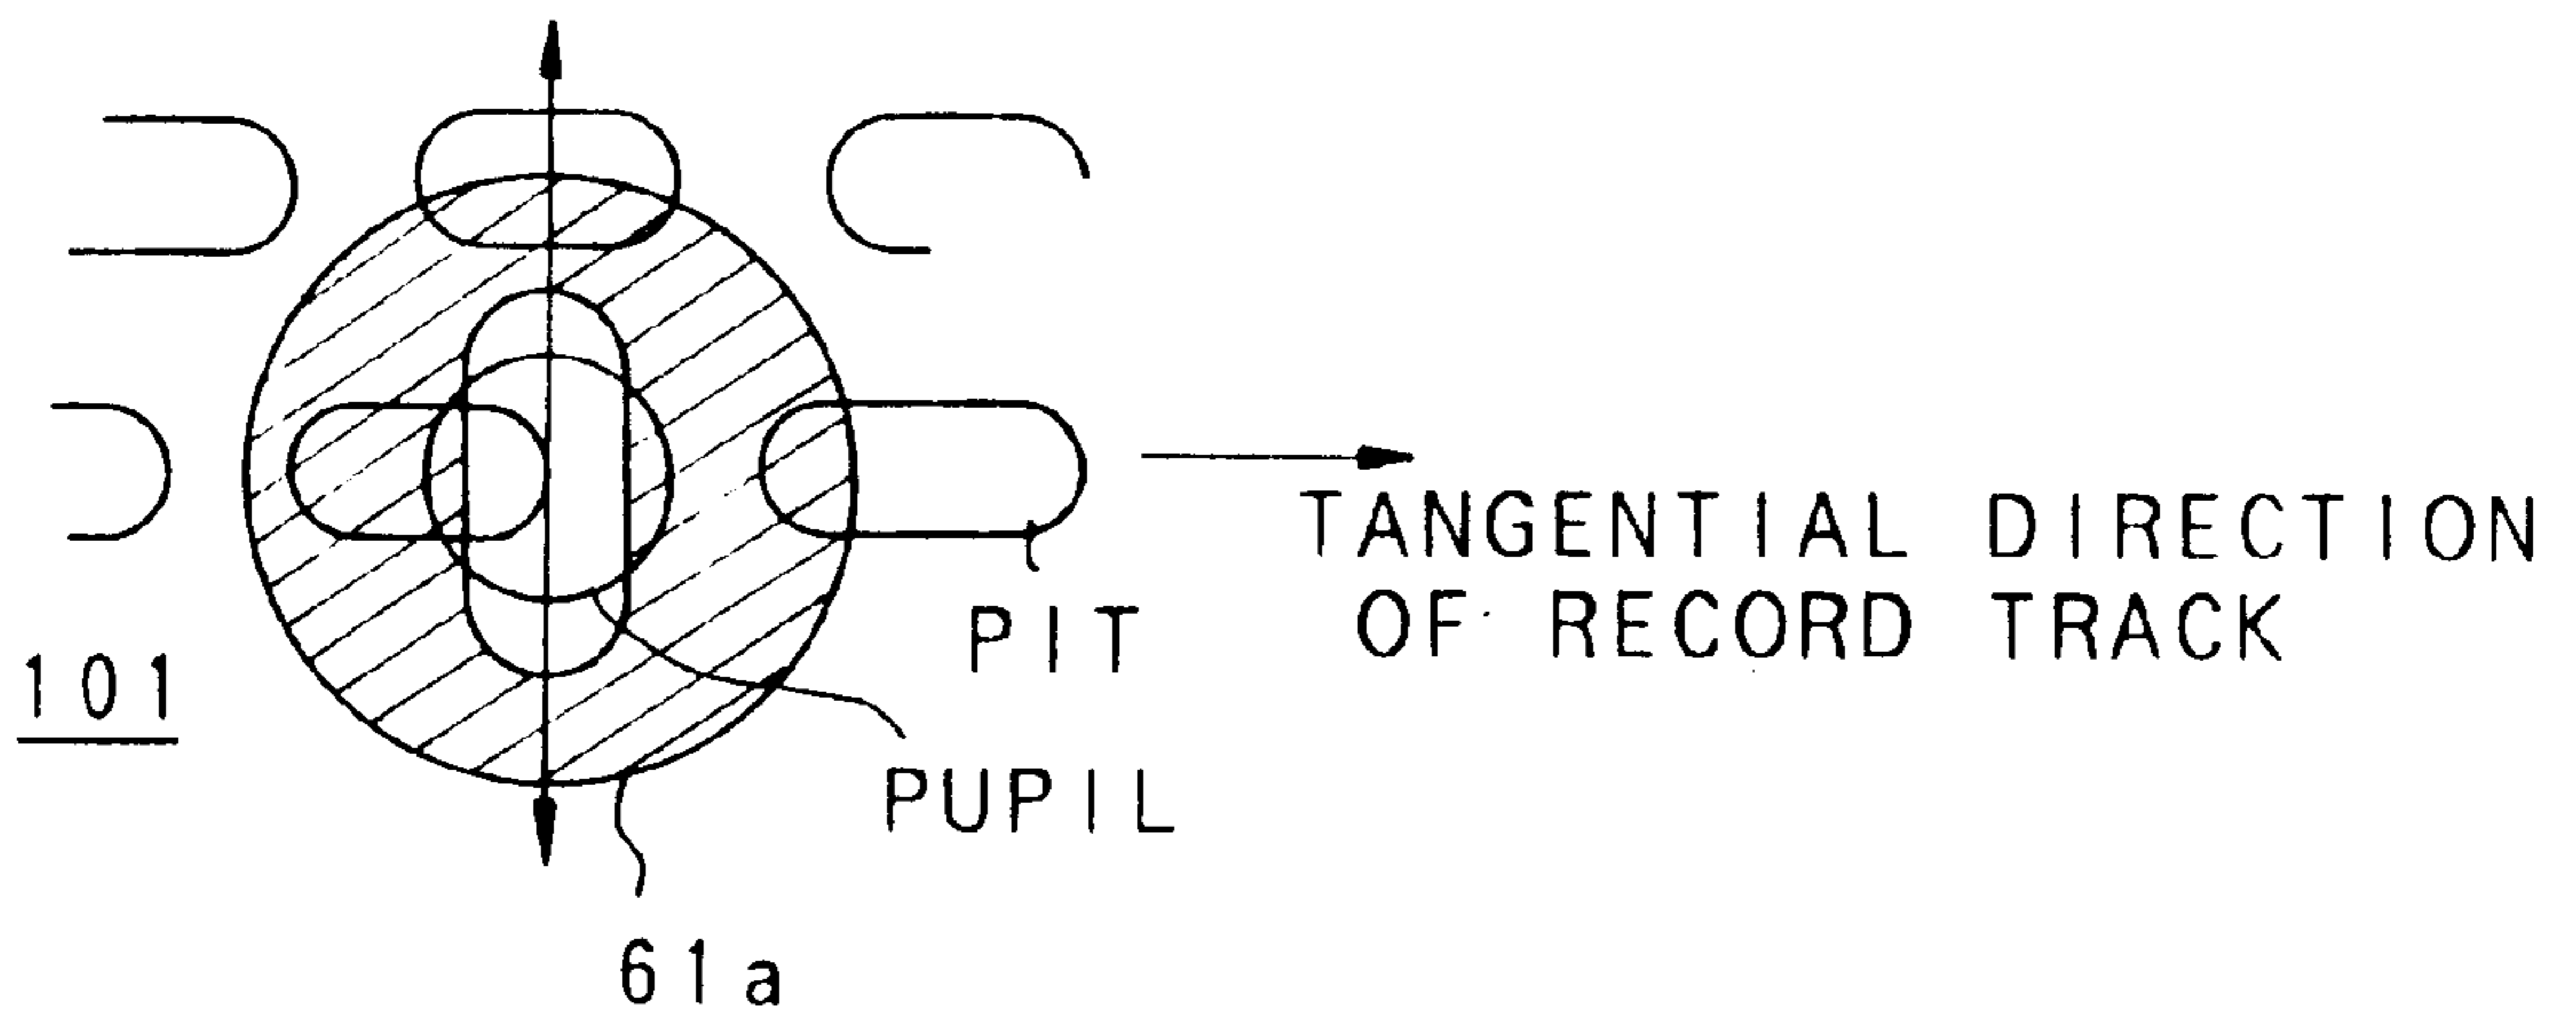 TANGENTIAL DIRECTION
OF RECORD TRACK
PIT
101
PUPIL
61a